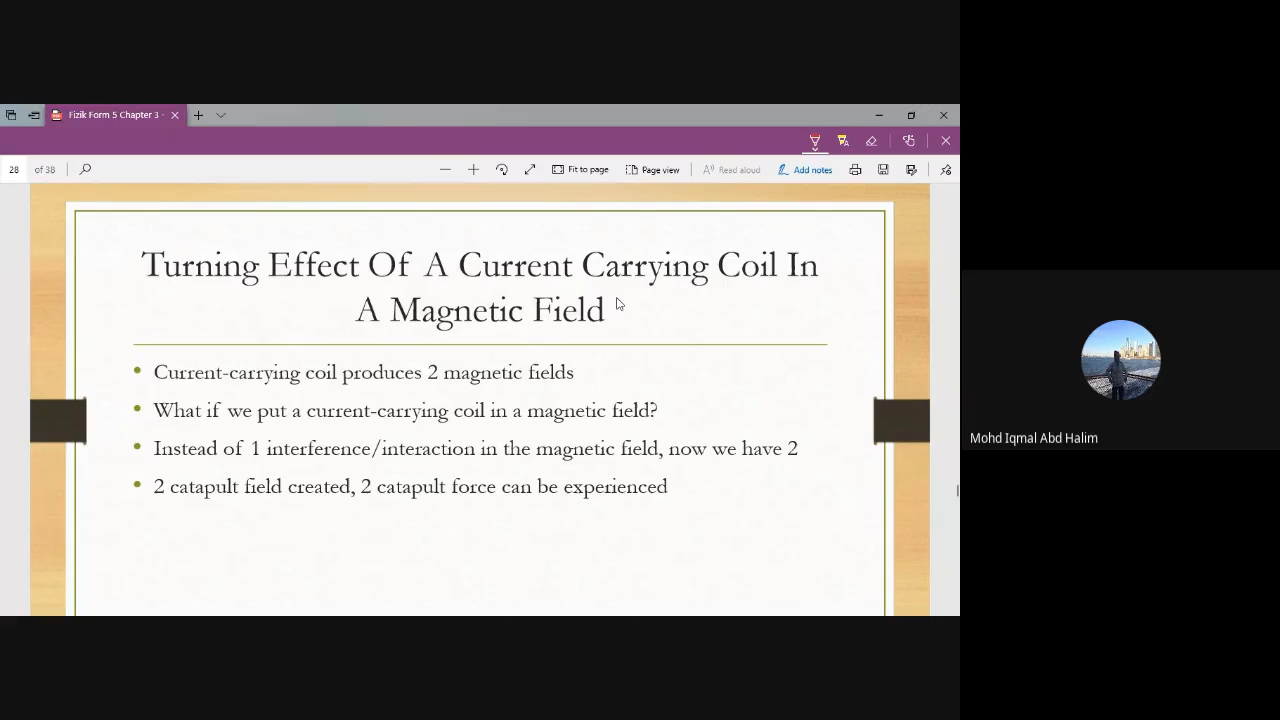 Fizik Form 5 Chapter 3 -
28 of 38
Fit to page
Page view
Read aloud
Add notes
Turning Effect Of A Current Carrying Coil In
A Magnetic Field
• Current-carrying coil produces 2 magnetic fields
• What if we put a current-carrying coil in a magnetic field?
• Instead of 1 interference/interaction in the magnetic field, now we have 2
• 2 catapult field created, 2 catapult force can be experienced
Mohd Iqmal Abd Halim